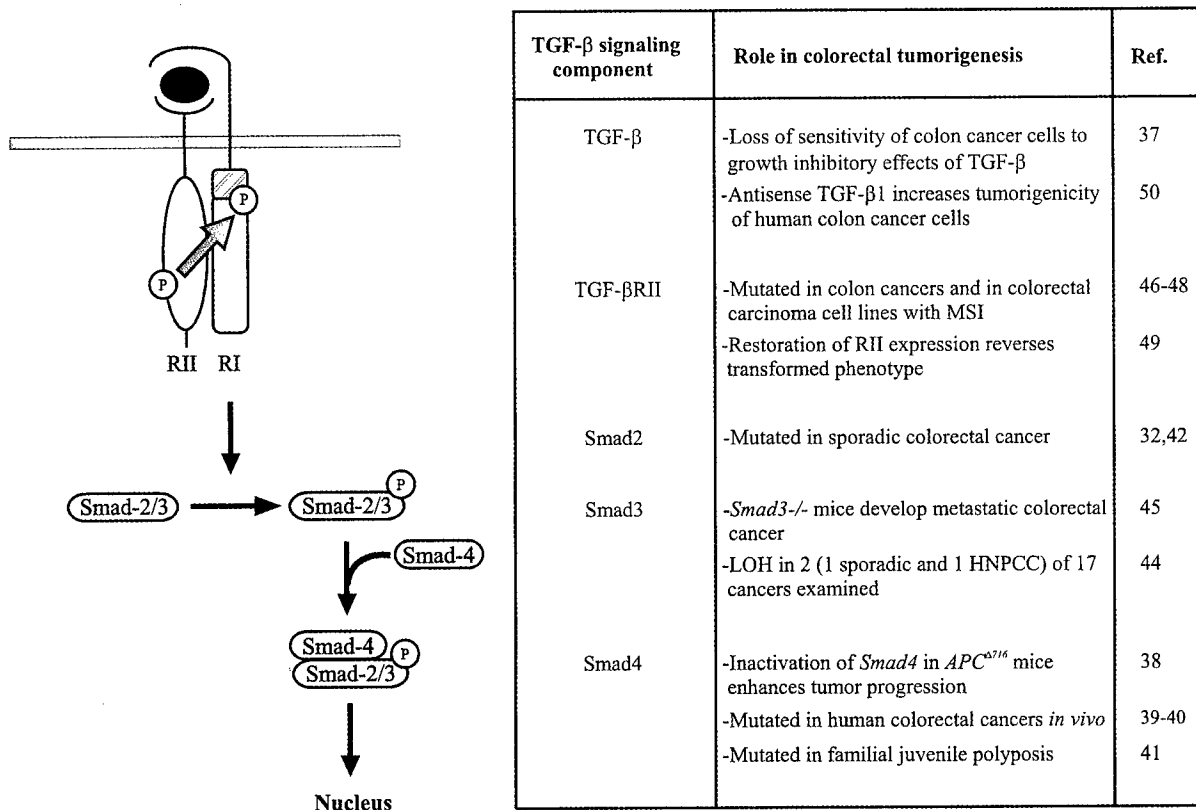 P
P
RII RI
Smad-2/3
Smad-2/3
P
Smad-4
Smad-4
Smad-2/3
P
Nucleus
TGF-β signaling
component
Role in colorectal tumorigenesis
Ref.
TGF-β
-Loss of sensitivity of colon cancer cells to
growth inhibitory effects of TGF-β
37
-Antisense TGF-β1 increases tumorigenicity
of human colon cancer cells
50
TGF-βRII
-Mutated in colon cancers and in colorectal
carcinoma cell lines with MSI
46-48
-Restoration of RII expression reverses
transformed phenotype
49
Smad2
-Mutated in sporadic colorectal cancer
32,42
Smad3
-Smad3-/- mice develop metastatic colorectal
cancer
45
-LOH in 2 (1 sporadic and 1 HNPCC) of 17
cancers examined
44
Smad4
-Inactivation of Smad4 in APC^Δ716 mice
enhances tumor progression
38
-Mutated in human colorectal cancers in vivo
39-40
-Mutated in familial juvenile polyposis
41